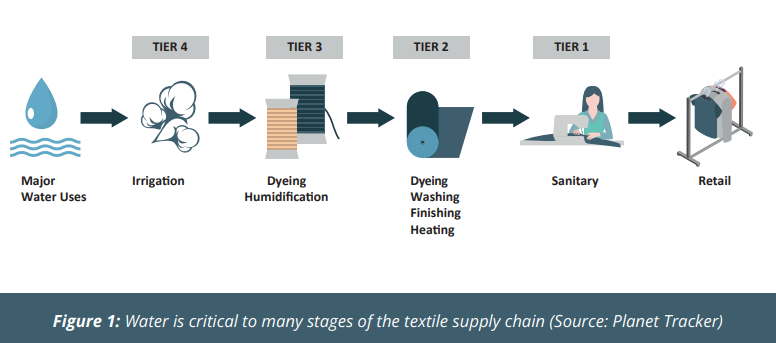 TIER 4
TIER 3
TIER 2
TIER 1
Major
Water Uses
Irrigation
Dyeing
Humidification
Dyeing
Washing
Finishing
Heating
Sanitary
Retail
Figure 1: Water is critical to many stages of the textile supply chain (Source: Planet Tracker)